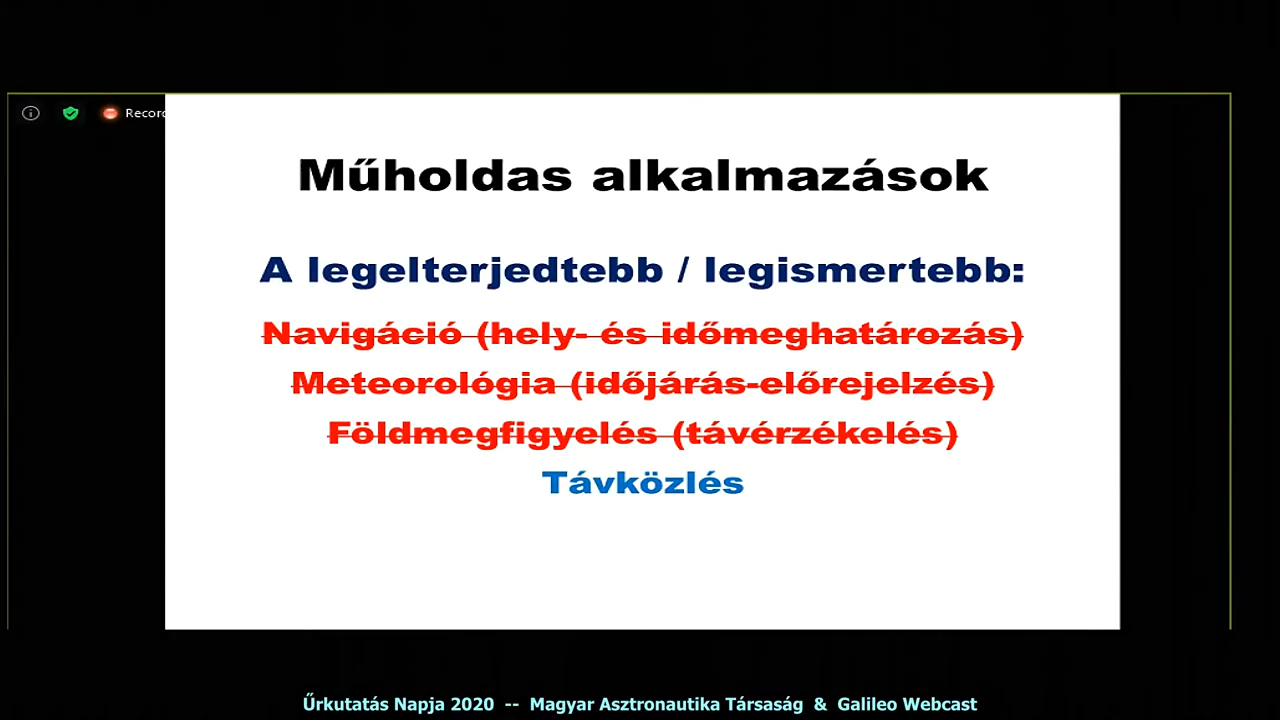 Műholdas alkalmazások
A legelterjedtebb / legismertebb:
Navigáció (hely- és időmeghatározás)
Meteorológia (időjárás-előrejelzés)
Földmegfigyelés (távérzékelés)
Távközlés
Űrkutatás Napja 2020 -- Magyar Asztronautika Társaság & Galileo Webcast